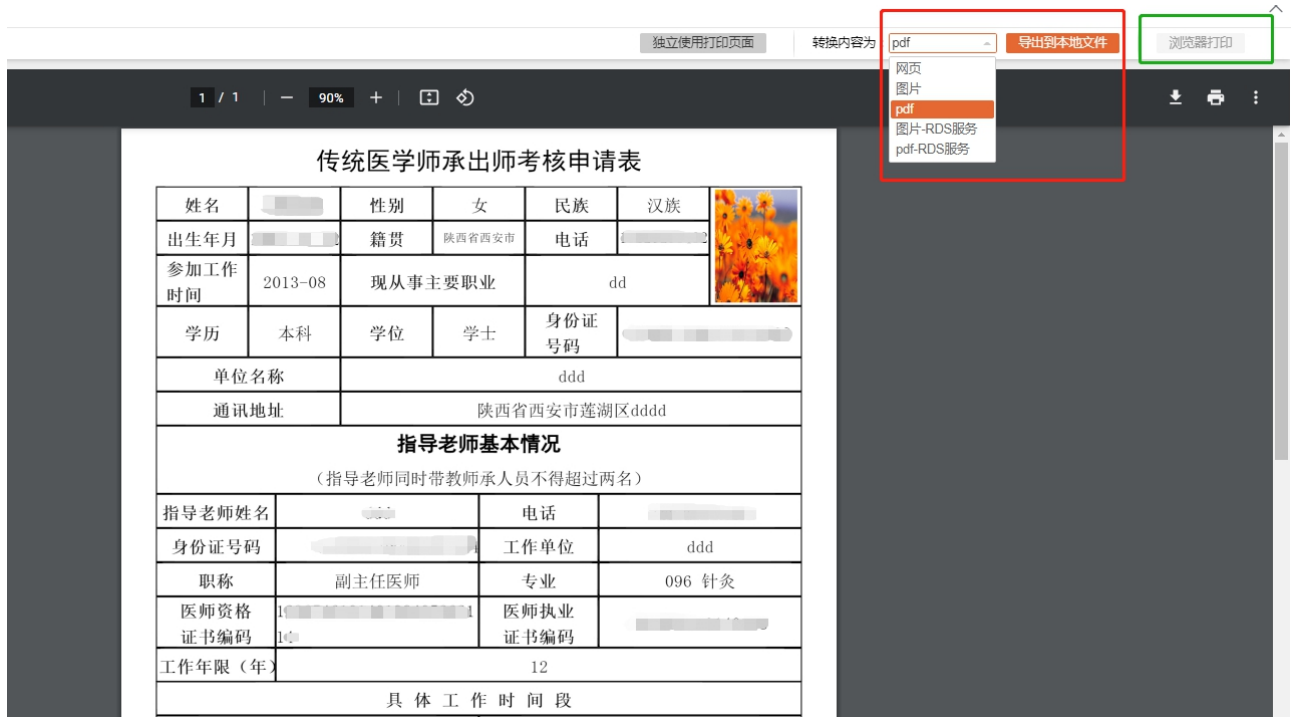 独立使用打印页面 转换内容为 pdf 导出到本地文件 浏览器打印
网页
图片
pdf
图片-RDS服务
pdf-RDS服务
1 / 1 90%
传统医学师承出师考核申请表
姓名 性别 女 民族 汉族
出生年月 籍贯 陕西省西安市 电话
参加工作
时间 2013-08 现从事主要职业 dd
学历 本科 学位 学士 身份证
号码
单位名称 ddd
通讯地址 陕西省西安市莲湖区dddd
指导老师基本情况
（指导老师同时带教师承人员不得超过两名）
指导老师姓名 电话
身份证号码 工作单位 ddd
职称 副主任医师 专业 096 针灸
医师资格
证书编码 医师执业
证书编码
工作年限（年） 12
具 体 工 作 时 间 段